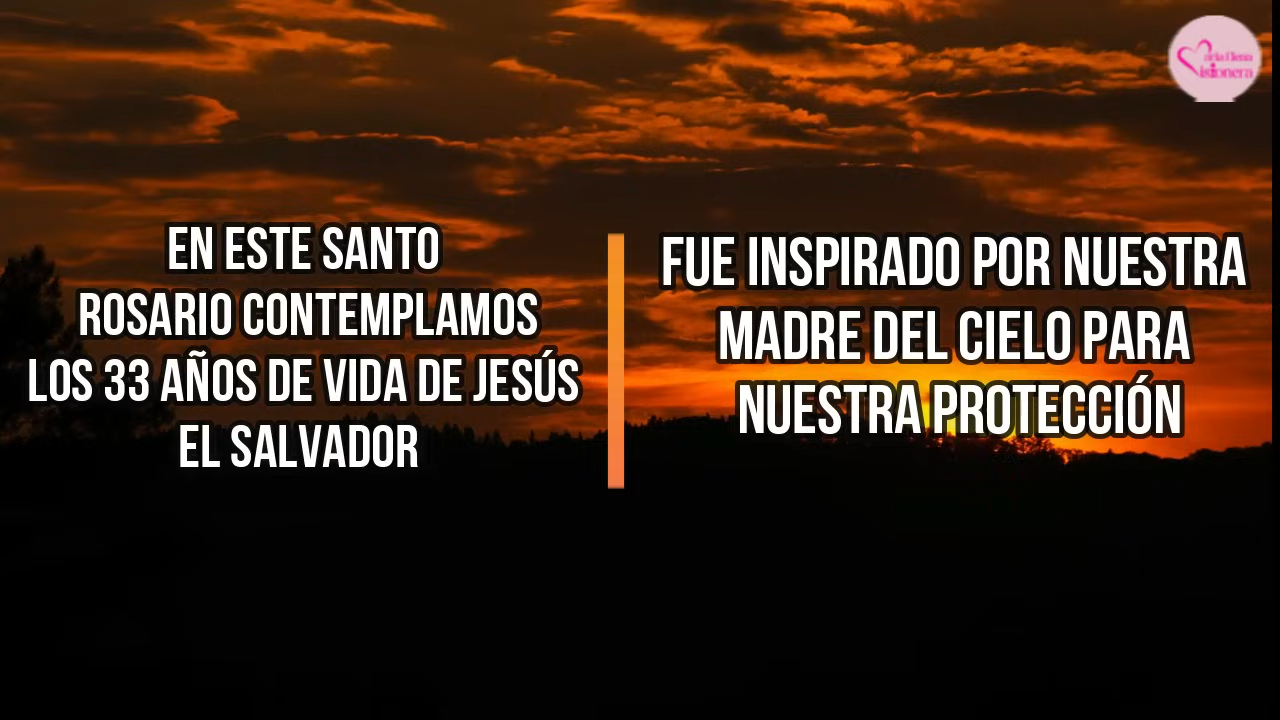 EN ESTE SANTO
ROSARIO CONTEMPLAMOS
LOS 33 AÑOS DE VIDA DE JESÚS
EL SALVADOR
FUE INSPIRADO POR NUESTRA
MADRE DEL CIELO PARA
NUESTRA PROTECCIÓN